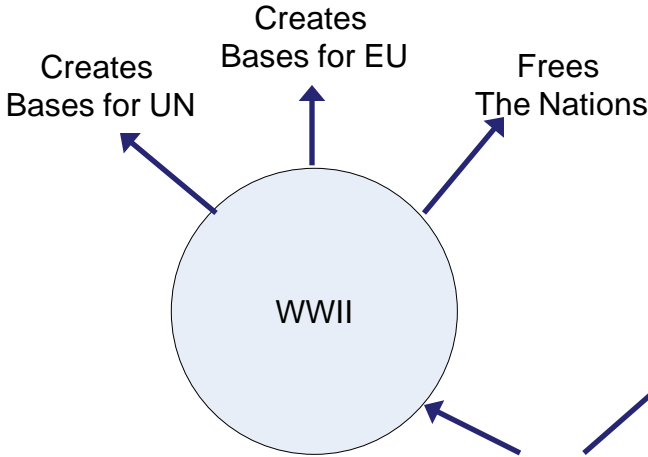 Creates
Bases for UN
Creates
Bases for EU
Frees
The Nations
WWII